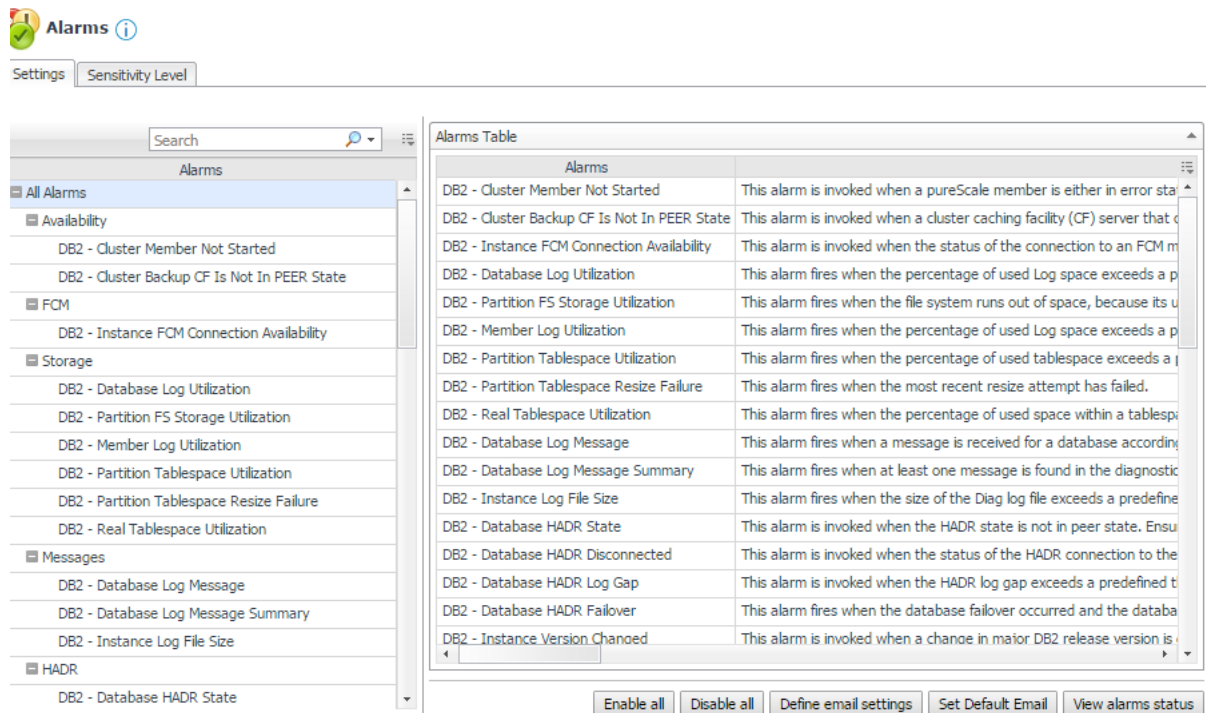 Alarms
Settings
Sensitivity Level
Search
Alarms
All Alarms
Availability
DB2 - Cluster Member Not Started
DB2 - Cluster Backup CF Is Not In PEER State
FCM
DB2 - Instance FCM Connection Availability
Storage
DB2 - Database Log Utilization
DB2 - Partition FS Storage Utilization
DB2 - Member Log Utilization
DB2 - Partition Tablespace Utilization
DB2 - Partition Tablespace Resize Failure
DB2 - Real Tablespace Utilization
Messages
DB2 - Database Log Message
DB2 - Database Log Message Summary
DB2 - Instance Log File Size
HADR
DB2 - Database HADR State
Alarms Table
Alarms
DB2 - Cluster Member Not Started This alarm is invoked when a pureScale member is either in error
DB2 - Cluster Backup CF Is Not In PEER State This alarm is invoked when a cluster caching facility (CF) server that
DB2 - Instance FCM Connection Availability This alarm is invoked when the status of the connection to an FCM
DB2 - Database Log Utilization This alarm fires when the percentage of used Log space exceeds a
DB2 - Partition FS Storage Utilization This alarm fires when the file system runs out of space, because its
DB2 - Member Log Utilization This alarm fires when the percentage of used Log space exceeds a
DB2 - Partition Tablespace Utilization This alarm fires when the percentage of used tablespace exceeds a
DB2 - Partition Tablespace Resize Failure This alarm fires when the most recent resize attempt has failed.
DB2 - Real Tablespace Utilization This alarm fires when the percentage of used space within a
DB2 - Database Log Message This alarm fires when a message is received for a database
DB2 - Database Log Message Summary This alarm fires when at least one message is found in the
DB2 - Instance Log File Size This alarm fires when the size of the Diag log file exceeds a
DB2 - Database HADR State This alarm is invoked when the HADR state is not in peer state.
DB2 - Database HADR Disconnected This alarm is invoked when the status of the HADR connection to the
DB2 - Database HADR Log Gap This alarm is invoked when the HADR log gap exceeds a predefined
DB2 - Database HADR Failover This alarm fires when the database failover occurred and the
DB2 - Instance Version Changed This alarm is invoked when a change in major DB2 release version is
Enable all
Disable all
Define email settings
Set Default Email
View alarms status